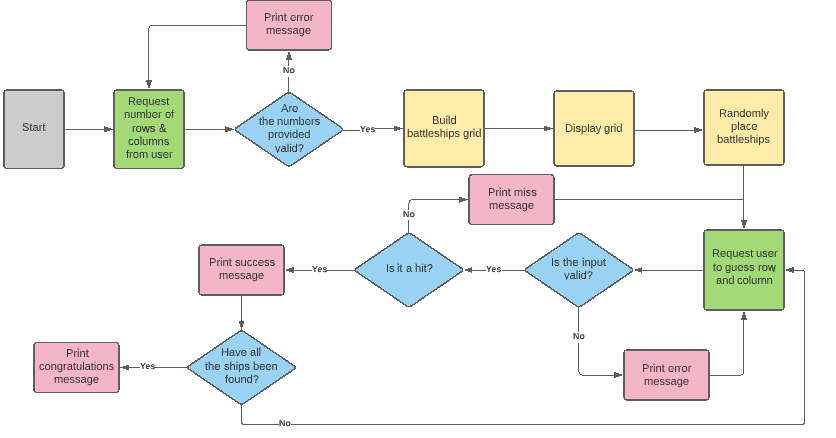 Print error
message
No
Start
Request
number of
rows &
columns
from user
Are
the numbers
provided
valid?
Yes
Build
battleships grid
Display grid
Randomly
place
battleships
Print miss
message
No
Print success
message
Yes
Is it a hit?
Yes
Is the input
valid?
Request user
to guess row
and column
No
Print
congratulations
message
Yes
Have all
the ships been
found?
Print error
message
No